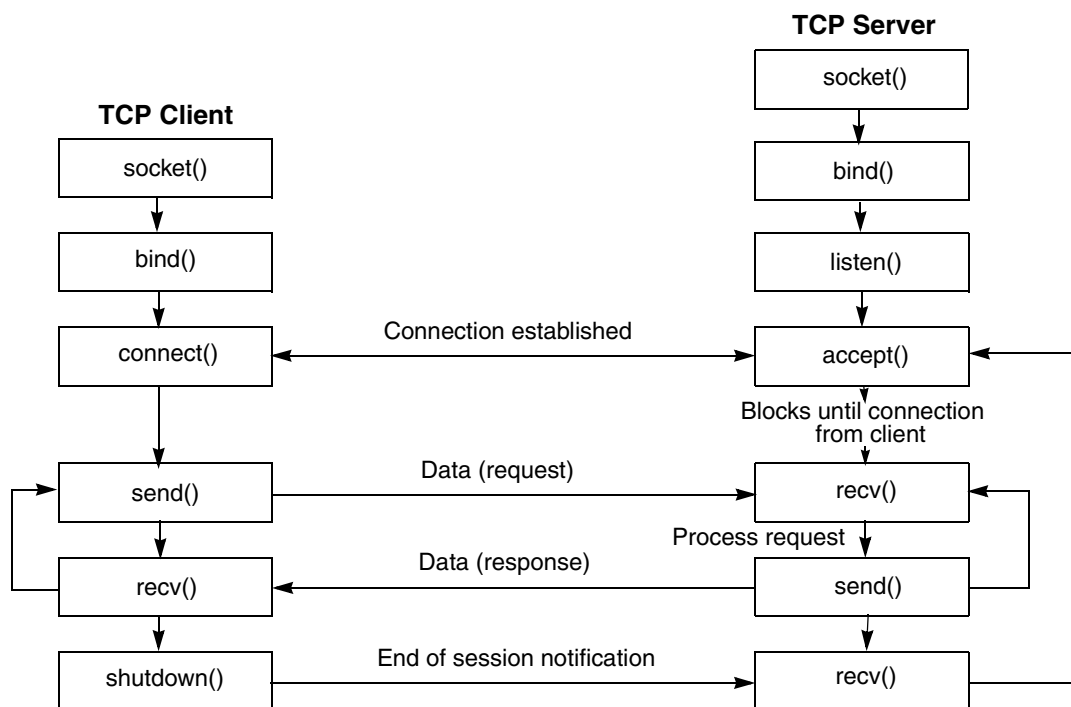 TCP Server
socket()
TCP Client
socket()
bind()
bind()
listen()
connect()
Connection established
accept()
Blocks until connection
from client
send()
Data (request)
recv()
Process request
recv()
Data (response)
send()
shutdown()
End of session notification
recv()